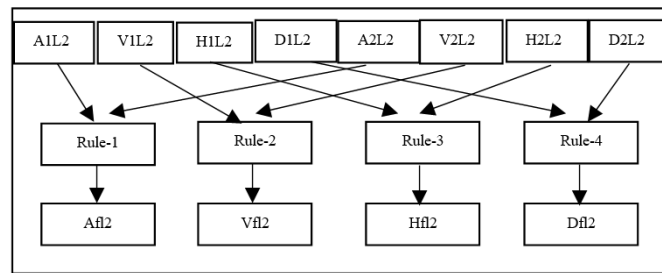 A1L2 V1L2 H1L2 D1L2 A2L2 V2L2 H2L2 D2L2
Rule-1 Rule-2 Rule-3 Rule-4
Afl2 Vfl2 Hfl2 Dfl2